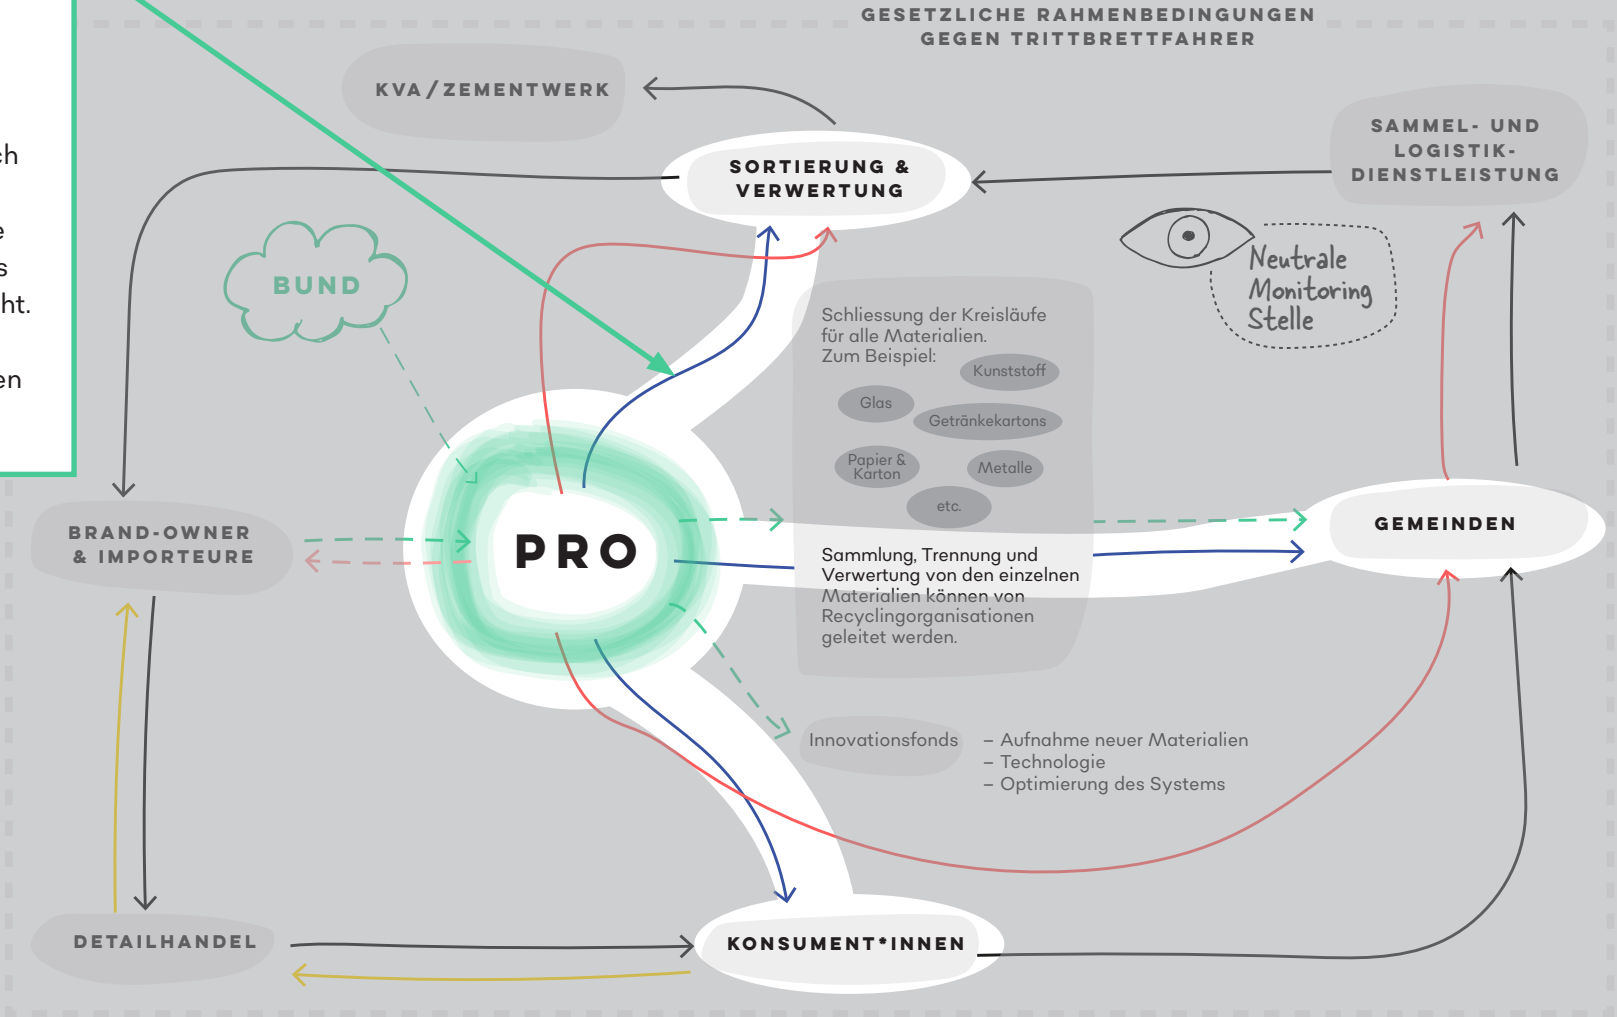 GESETZLICHE RAHMENBEDINGUNGEN
GEGEN TRITTBRETTFAHRER
KVA/ZEMENTWERK
SAMMEL- UND
LOGISTIK-
DIENSTLEISTUNG
SORTIERUNG &
VERWERTUNG
BUND
Neutrale
Monitoring
Stelle
Schliessung der Kreisläufe
für alle Materialien.
Zum Beispiel:
Kunststoff
Glas
Getränkekartons
Papier &
Karton
Metalle
etc.
BRAND-OWNER
& IMPORTEURE
PRO
GEMEINDEN
Sammlung, Trennung und
Verwertung von den einzelnen
Materialien können von
Recyclingorganisationen
geleitet werden.
Innovationsfonds
– Aufnahme neuer Materialien
– Technologie
– Optimierung des Systems
DETAILHANDEL
KONSUMENT*INNEN